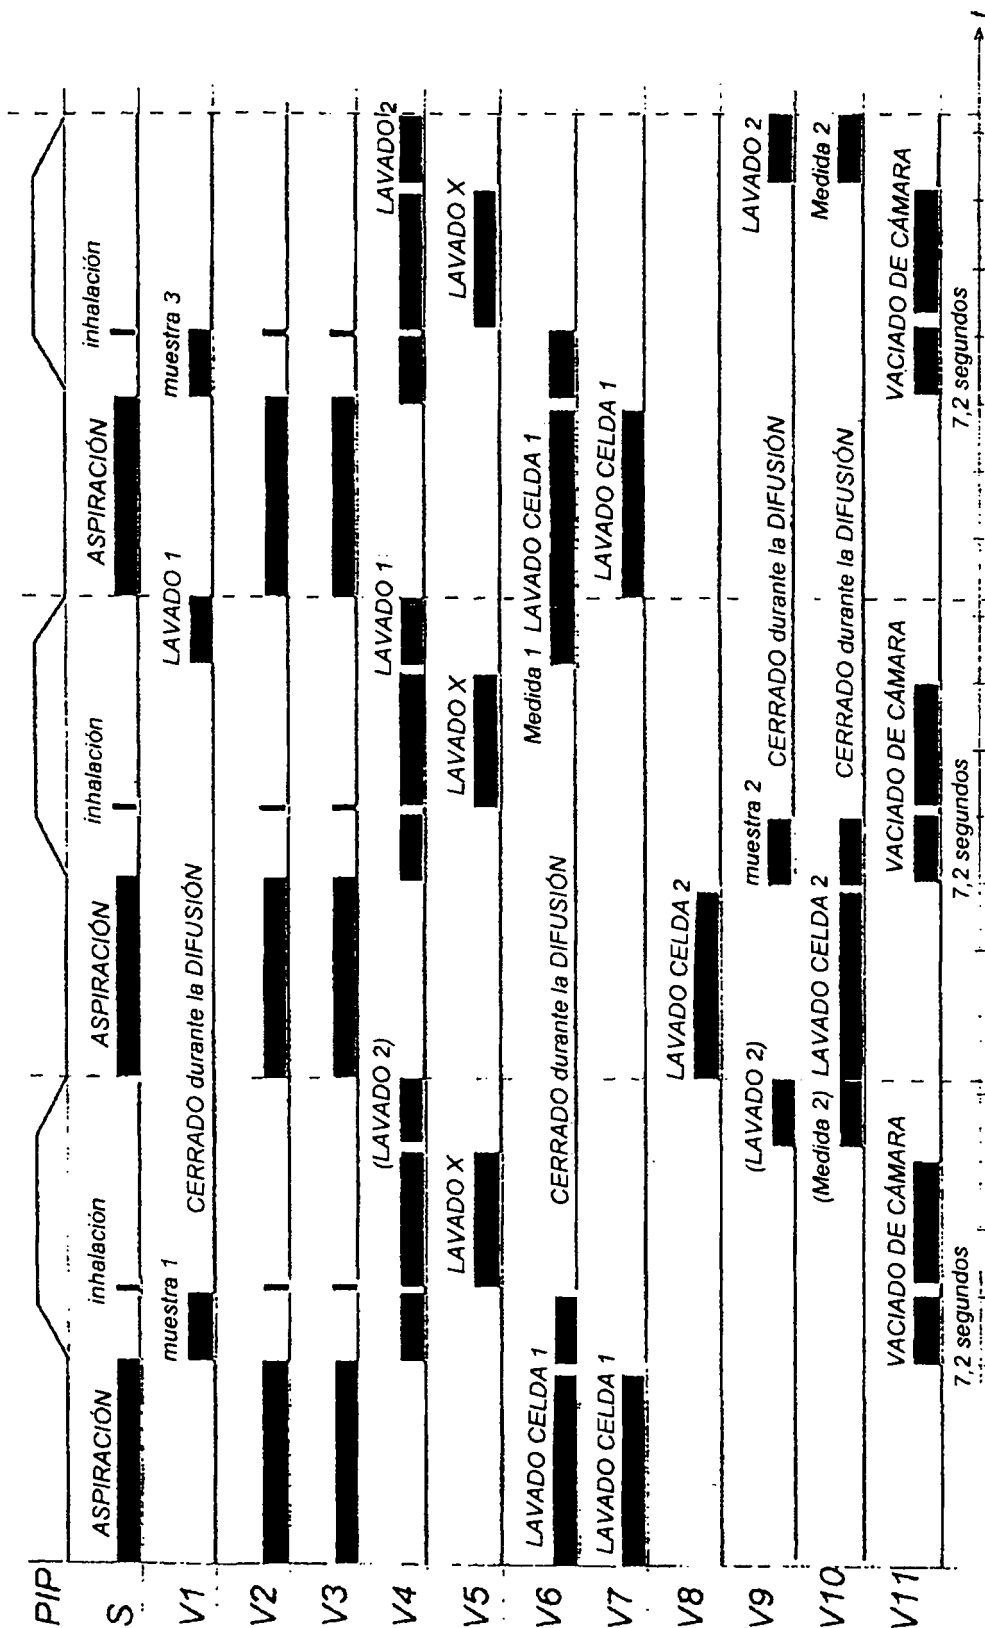 PIP
S ASPIRACIÓN inhalación ASPIRACIÓN inhalación ASPIRACIÓN inhalación
V1 muestra 1 CERRADO durante la DIFUSIÓN LAVADO 1 muestra 3
V2
V3
V4 (LAVADO 2) LAVADO 1 LAVADO 2
V5 LAVADO X LAVADO X LAVADO X
V6 LAVADO CELDA 1 CERRADO durante la DIFUSIÓN Medida 1 LAVADO CELDA 1
V7 LAVADO CELDA 1 LAVADO CELDA 1
V8 LAVADO CELDA 2
V9 (LAVADO 2) muestra 2 CERRADO durante la DIFUSIÓN LAVADO 2
V10 (Medida 2) LAVADO CELDA 2 CERRADO durante la DIFUSIÓN Medida 2
V11 VACIADO DE CÁMARA VACIADO DE CÁMARA VACIADO DE CÁMARA
7,2 segundos 7,2 segundos 7,2 segundos t